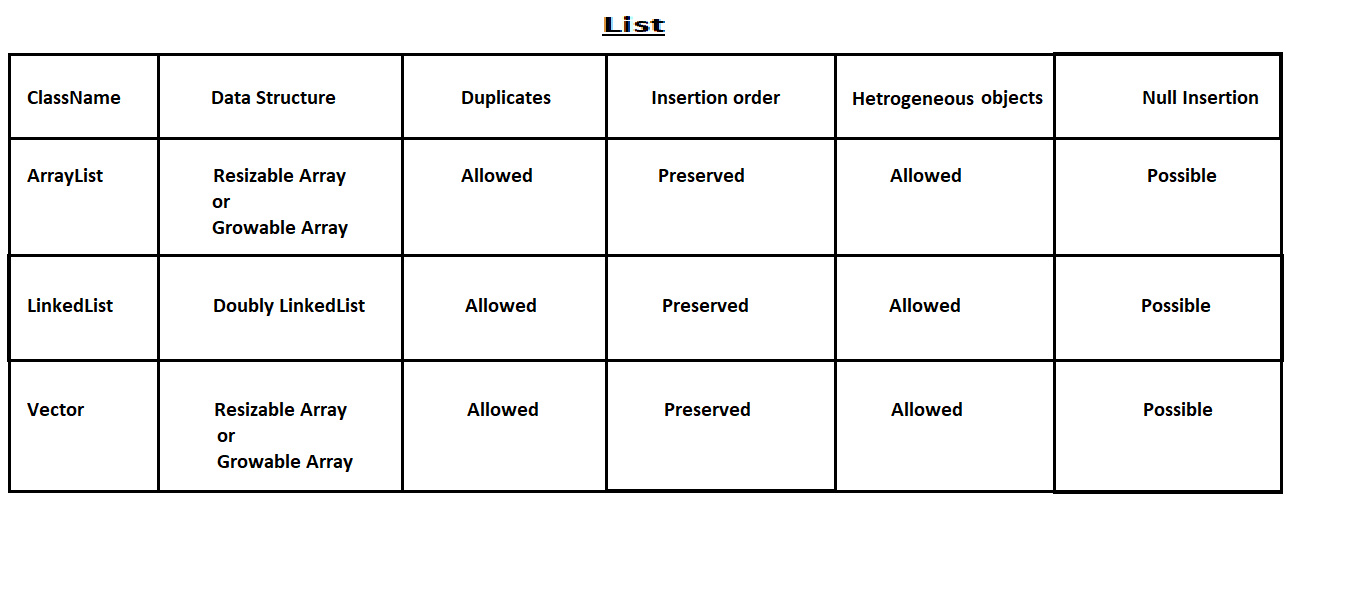 List
ClassName Data Structure Duplicates Insertion order Hetrogeneous objects Null Insertion
ArrayList Resizable Array Allowed Preserved Allowed Possible
or
Growable Array
LinkedList Doubly LinkedList Allowed Preserved Allowed Possible
Vector Resizable Array Allowed Preserved Allowed Possible
or
Growable Array